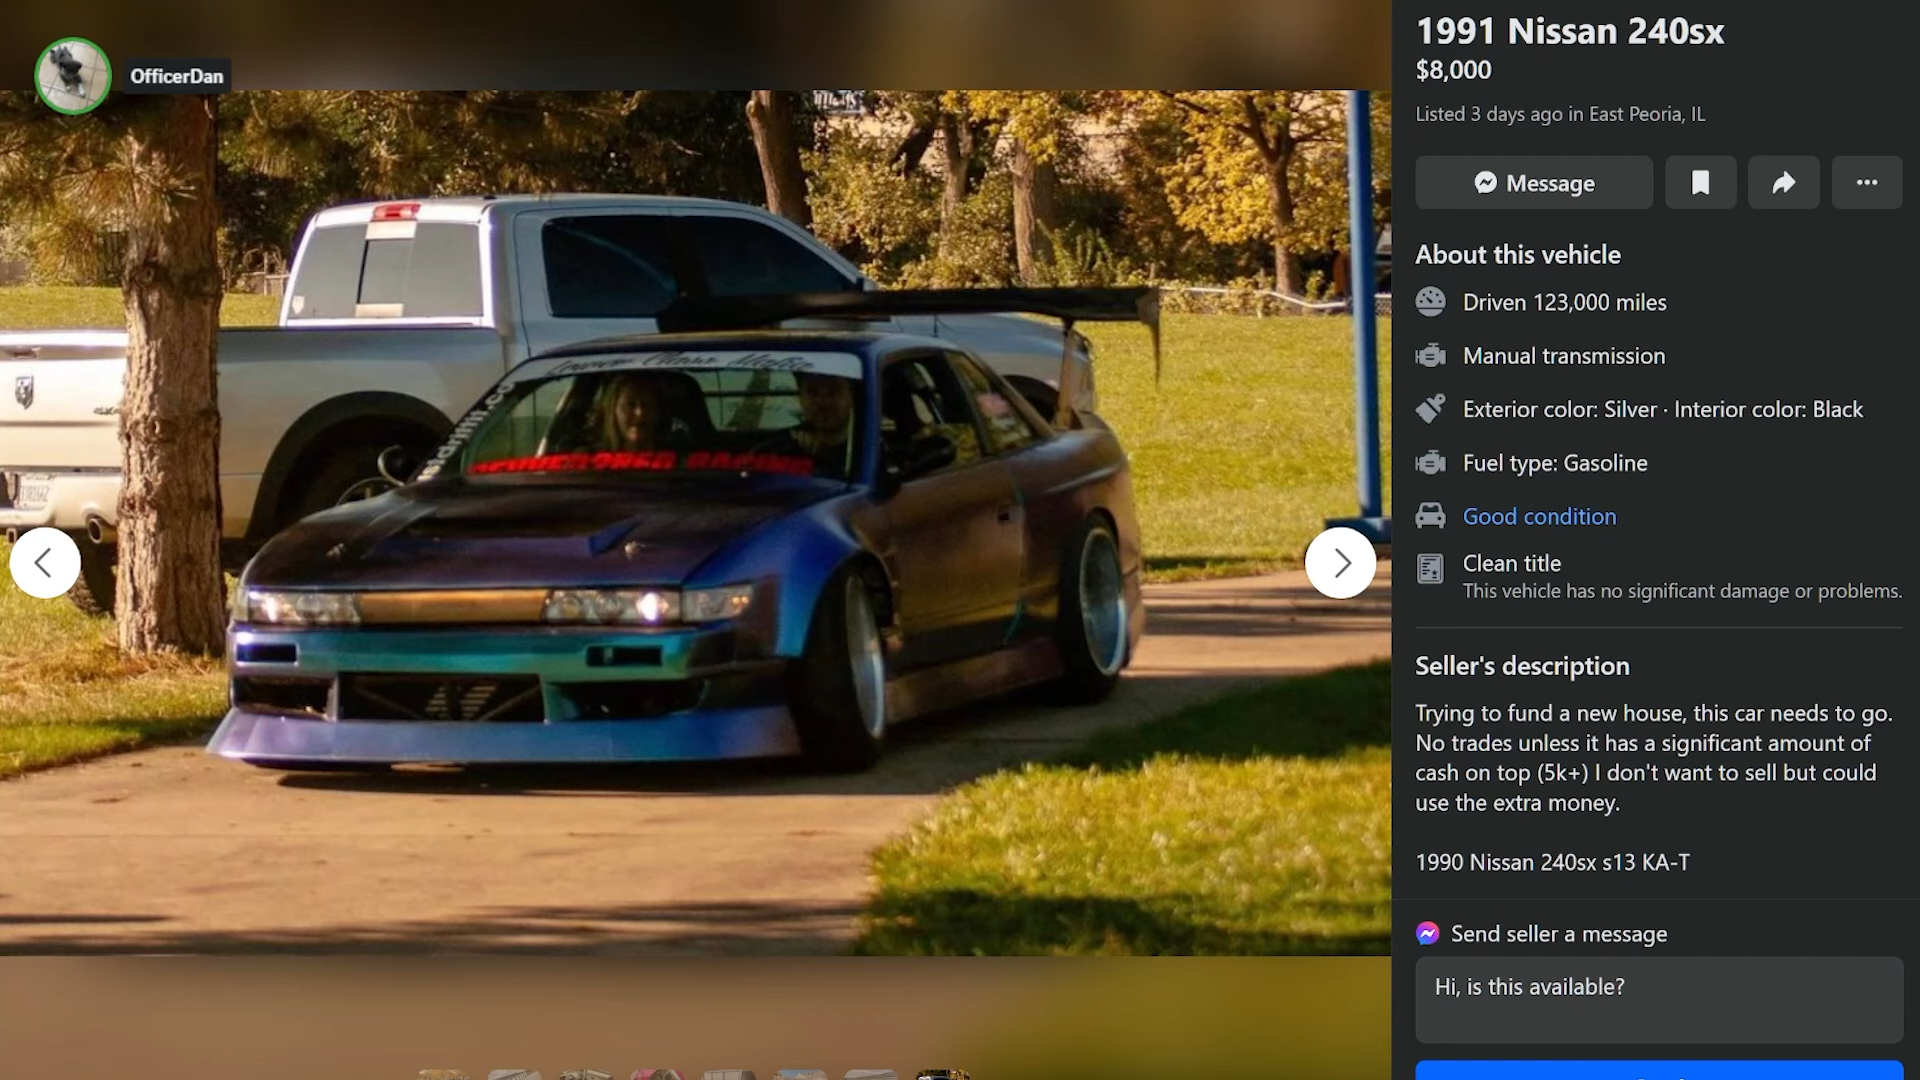 OfficerDan
1991 Nissan 240sx
$8,000
Listed 3 days ago in East Peoria, IL
Message
About this vehicle
Driven 123,000 miles
Manual transmission
Exterior color: Silver · Interior color: Black
Fuel type: Gasoline
Good condition
Clean title
This vehicle has no significant damage or problems.
Seller's description
Trying to fund a new house, this car needs to go.
No trades unless it has a significant amount of
cash on top (5k+) I don't want to sell but could
use the extra money.
1990 Nissan 240sx s13 KA-T
Send seller a message
Hi, is this available?